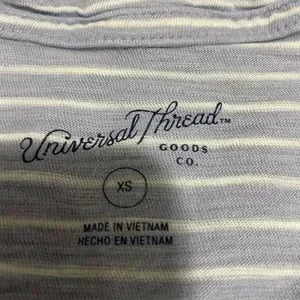 Universal Thread™
GOODS
CO.
XS
MADE IN VIETNAM
HECHO EN VIETNAM